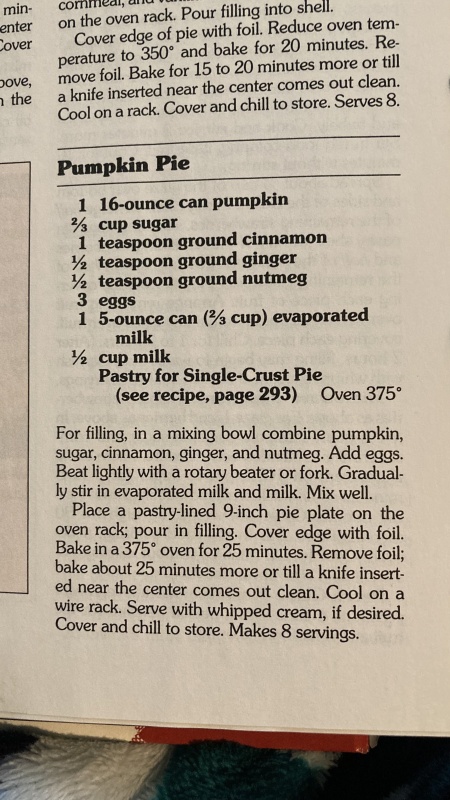 min-
enter
Cover
bove,
n the
cornmeal, and
on the oven rack. Pour filling into shell.
Cover edge of pie with foil. Reduce oven tem-
perature to 350° and bake for 20 minutes. Re-
move foil. Bake for 15 to 20 minutes more or till
a knife inserted near the center comes out clean.
Cool on a rack. Cover and chill to store. Serves 8.
Pumpkin Pie
1 16-ounce can pumpkin
⅔ cup sugar
1 teaspoon ground cinnamon
½ teaspoon ground ginger
½ teaspoon ground nutmeg
3 eggs
1 5-ounce can (⅔ cup) evaporated
milk
½ cup milk
Pastry for Single-Crust Pie
(see recipe, page 293) Oven 375°
For filling, in a mixing bowl combine pumpkin,
sugar, cinnamon, ginger, and nutmeg. Add eggs.
Beat lightly with a rotary beater or fork. Gradual-
ly stir in evaporated milk and milk. Mix well.
Place a pastry-lined 9-inch pie plate on the
oven rack; pour in filling. Cover edge with foil.
Bake in a 375° oven for 25 minutes. Remove foil;
bake about 25 minutes more or till a knife insert-
ed near the center comes out clean. Cool on a
wire rack. Serve with whipped cream, if desired.
Cover and chill to store. Makes 8 servings.